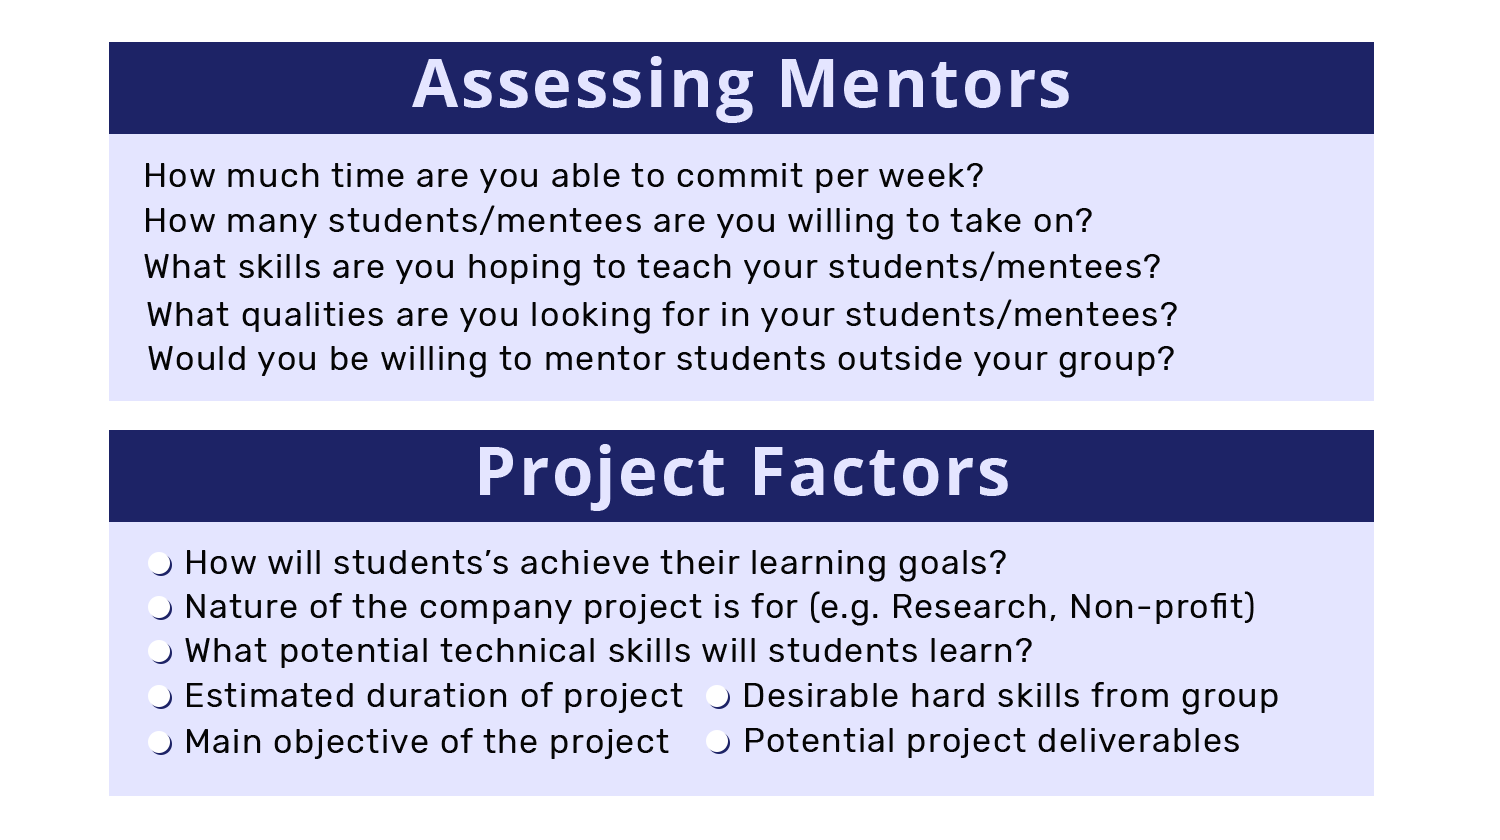 Assessing Mentors
How much time are you able to commit per week?
How many students/mentees are you willing to take on?
What skills are you hoping to teach your students/mentees?
What qualities are you looking for in your students/mentees?
Would you be willing to mentor students outside your group?
Project Factors
How will students’s achieve their learning goals?
Nature of the company project is for (e.g. Research, Non-profit)
What potential technical skills will students learn?
Estimated duration of project
Desirable hard skills from group
Main objective of the project
Potential project deliverables